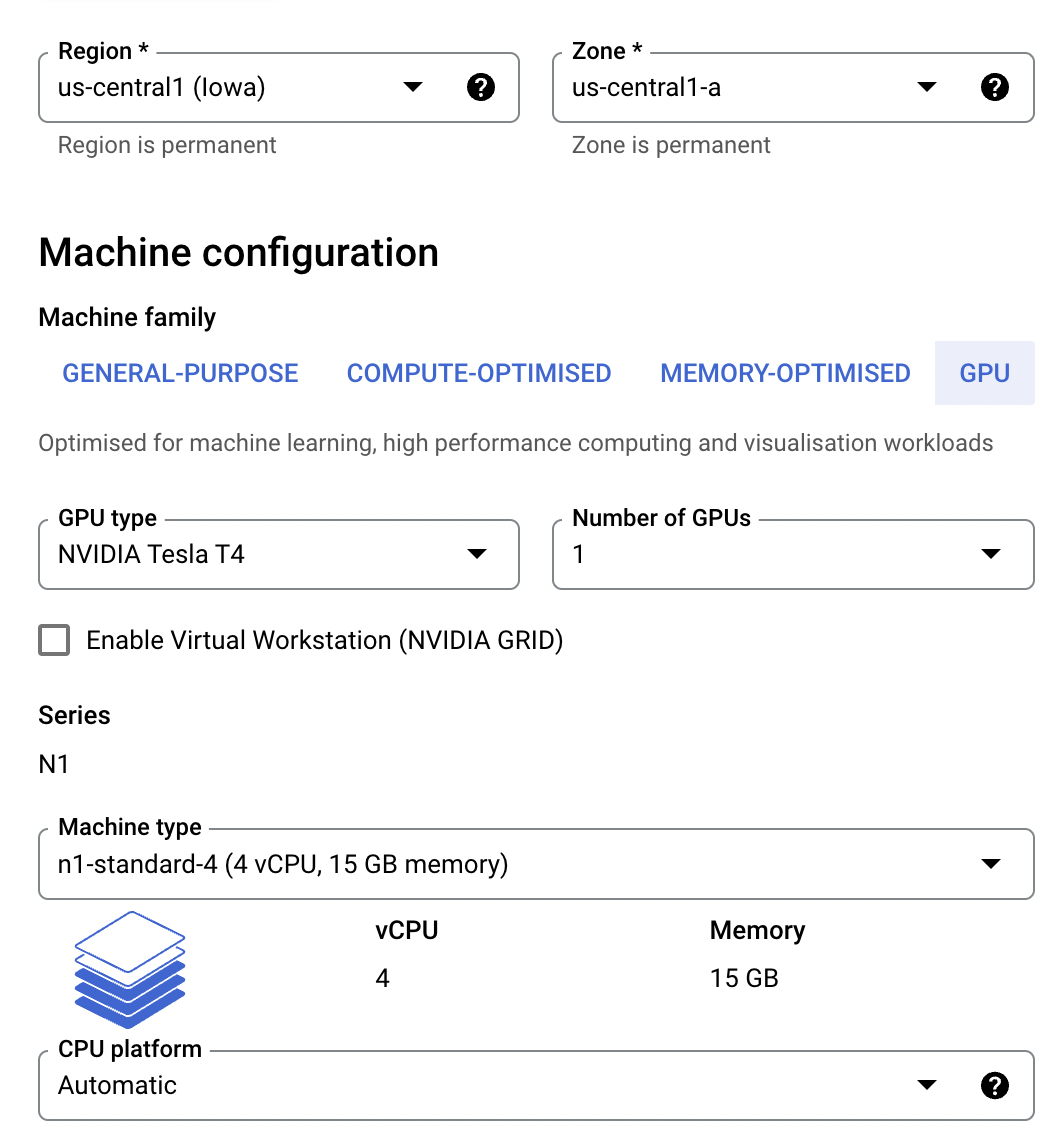 Region *
us-central1 (Iowa)
Region is permanent
Zone *
us-central1-a
Zone is permanent
Machine configuration
Machine family
GENERAL-PURPOSE COMPUTE-OPTIMISED MEMORY-OPTIMISED GPU
Optimised for machine learning, high performance computing and visualisation workloads
GPU type
NVIDIA Tesla T4
Number of GPUs
1
Enable Virtual Workstation (NVIDIA GRID)
Series
N1
Machine type
n1-standard-4 (4 vCPU, 15 GB memory)
vCPU
4
Memory
15 GB
CPU platform
Automatic